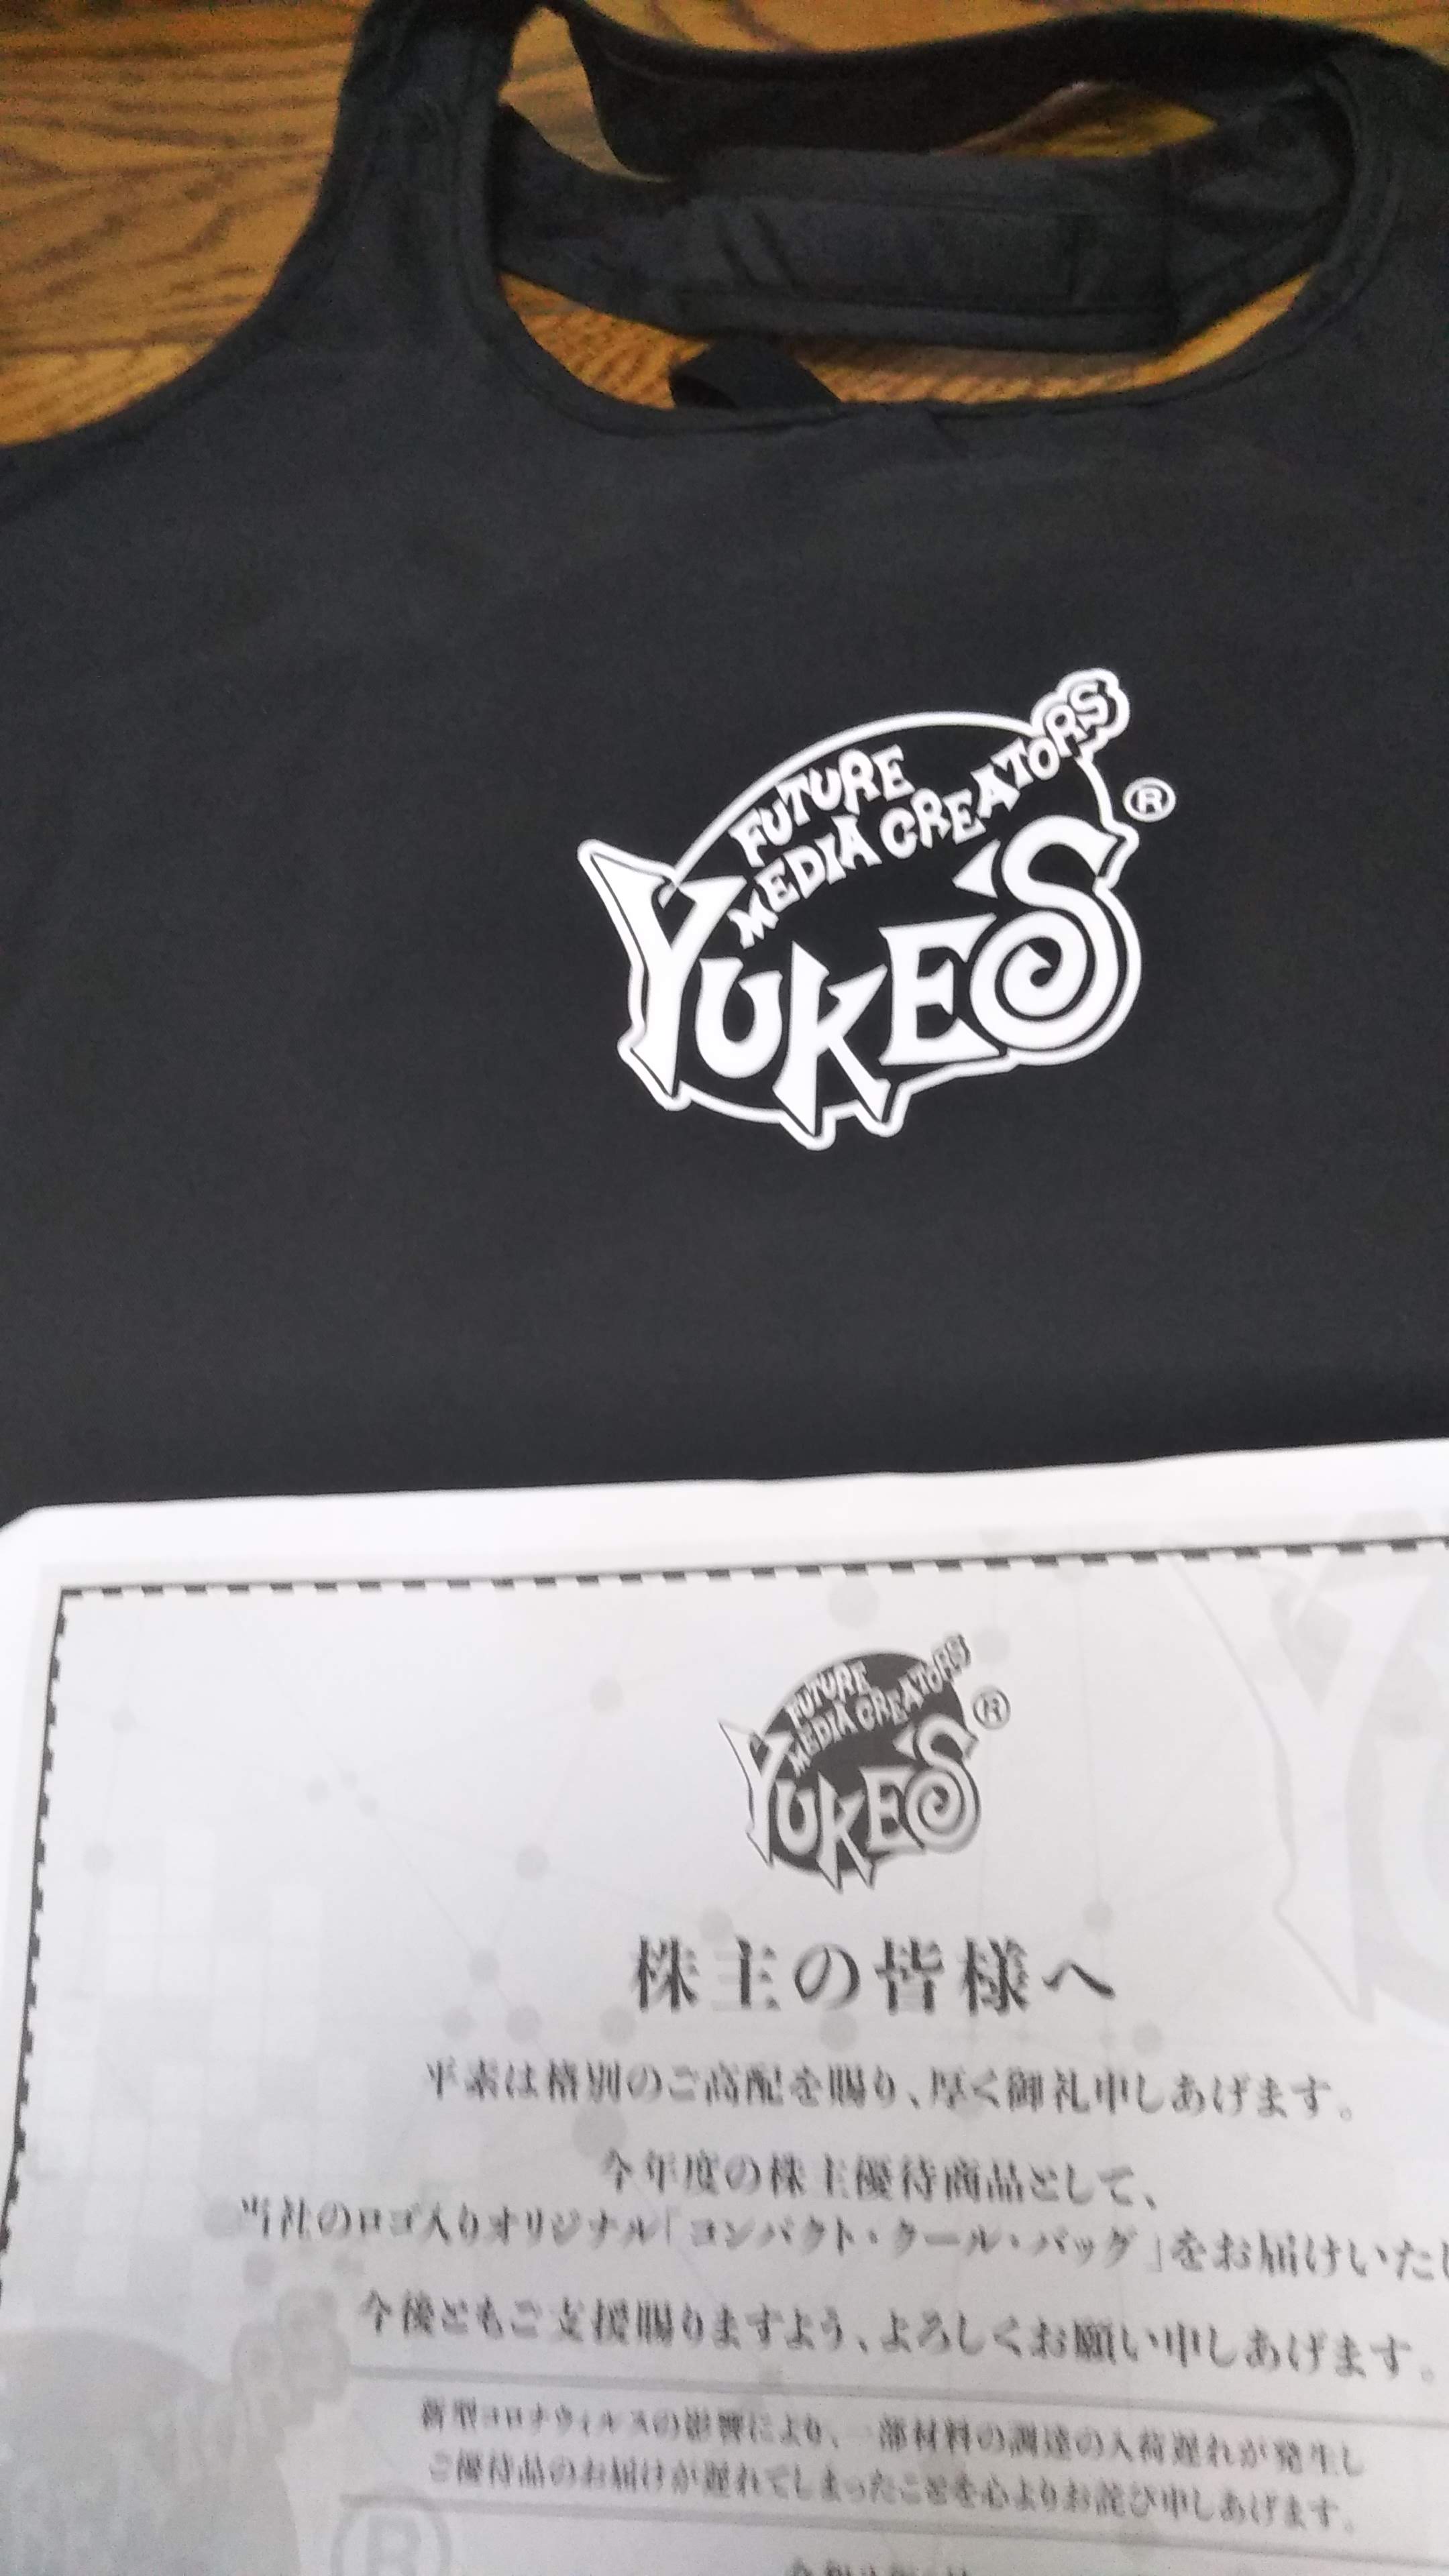 FUTURE
MEDIA CREATORS
YUKE'S®
FUTURE
MEDIA CREATORS
YUKE'S®
株主の皆様へ
平素は格別のご高配を賜り、厚く御礼申しあげます。
今年度の株主優待商品として、
当社のロゴ入りオリジナル「コンパクト・クール・バッグ」をお届けいたし
今後ともご支援賜りますよう、よろしくお願い申しあげます。
新型コロナウィルスの影響により、一部材料の調達の入荷遅れが発生し
ご優待品のお届けが遅れてしまったことを心よりお詫び申しあげます。